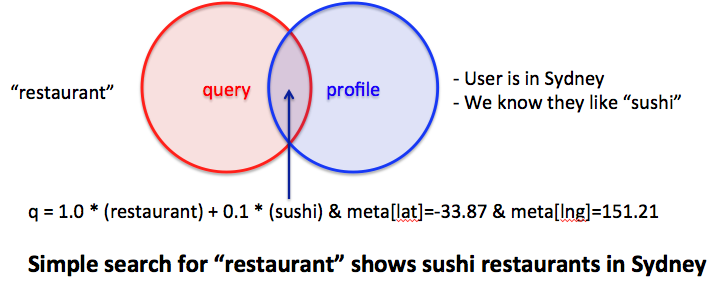 “restaurant”
query
profile
- User is in Sydney
- We know they like “sushi”
q = 1.0 * (restaurant) + 0.1 * (sushi) & meta[lat]=-33.87 & meta[lng]=151.21
Simple search for “restaurant” shows sushi restaurants in Sydney